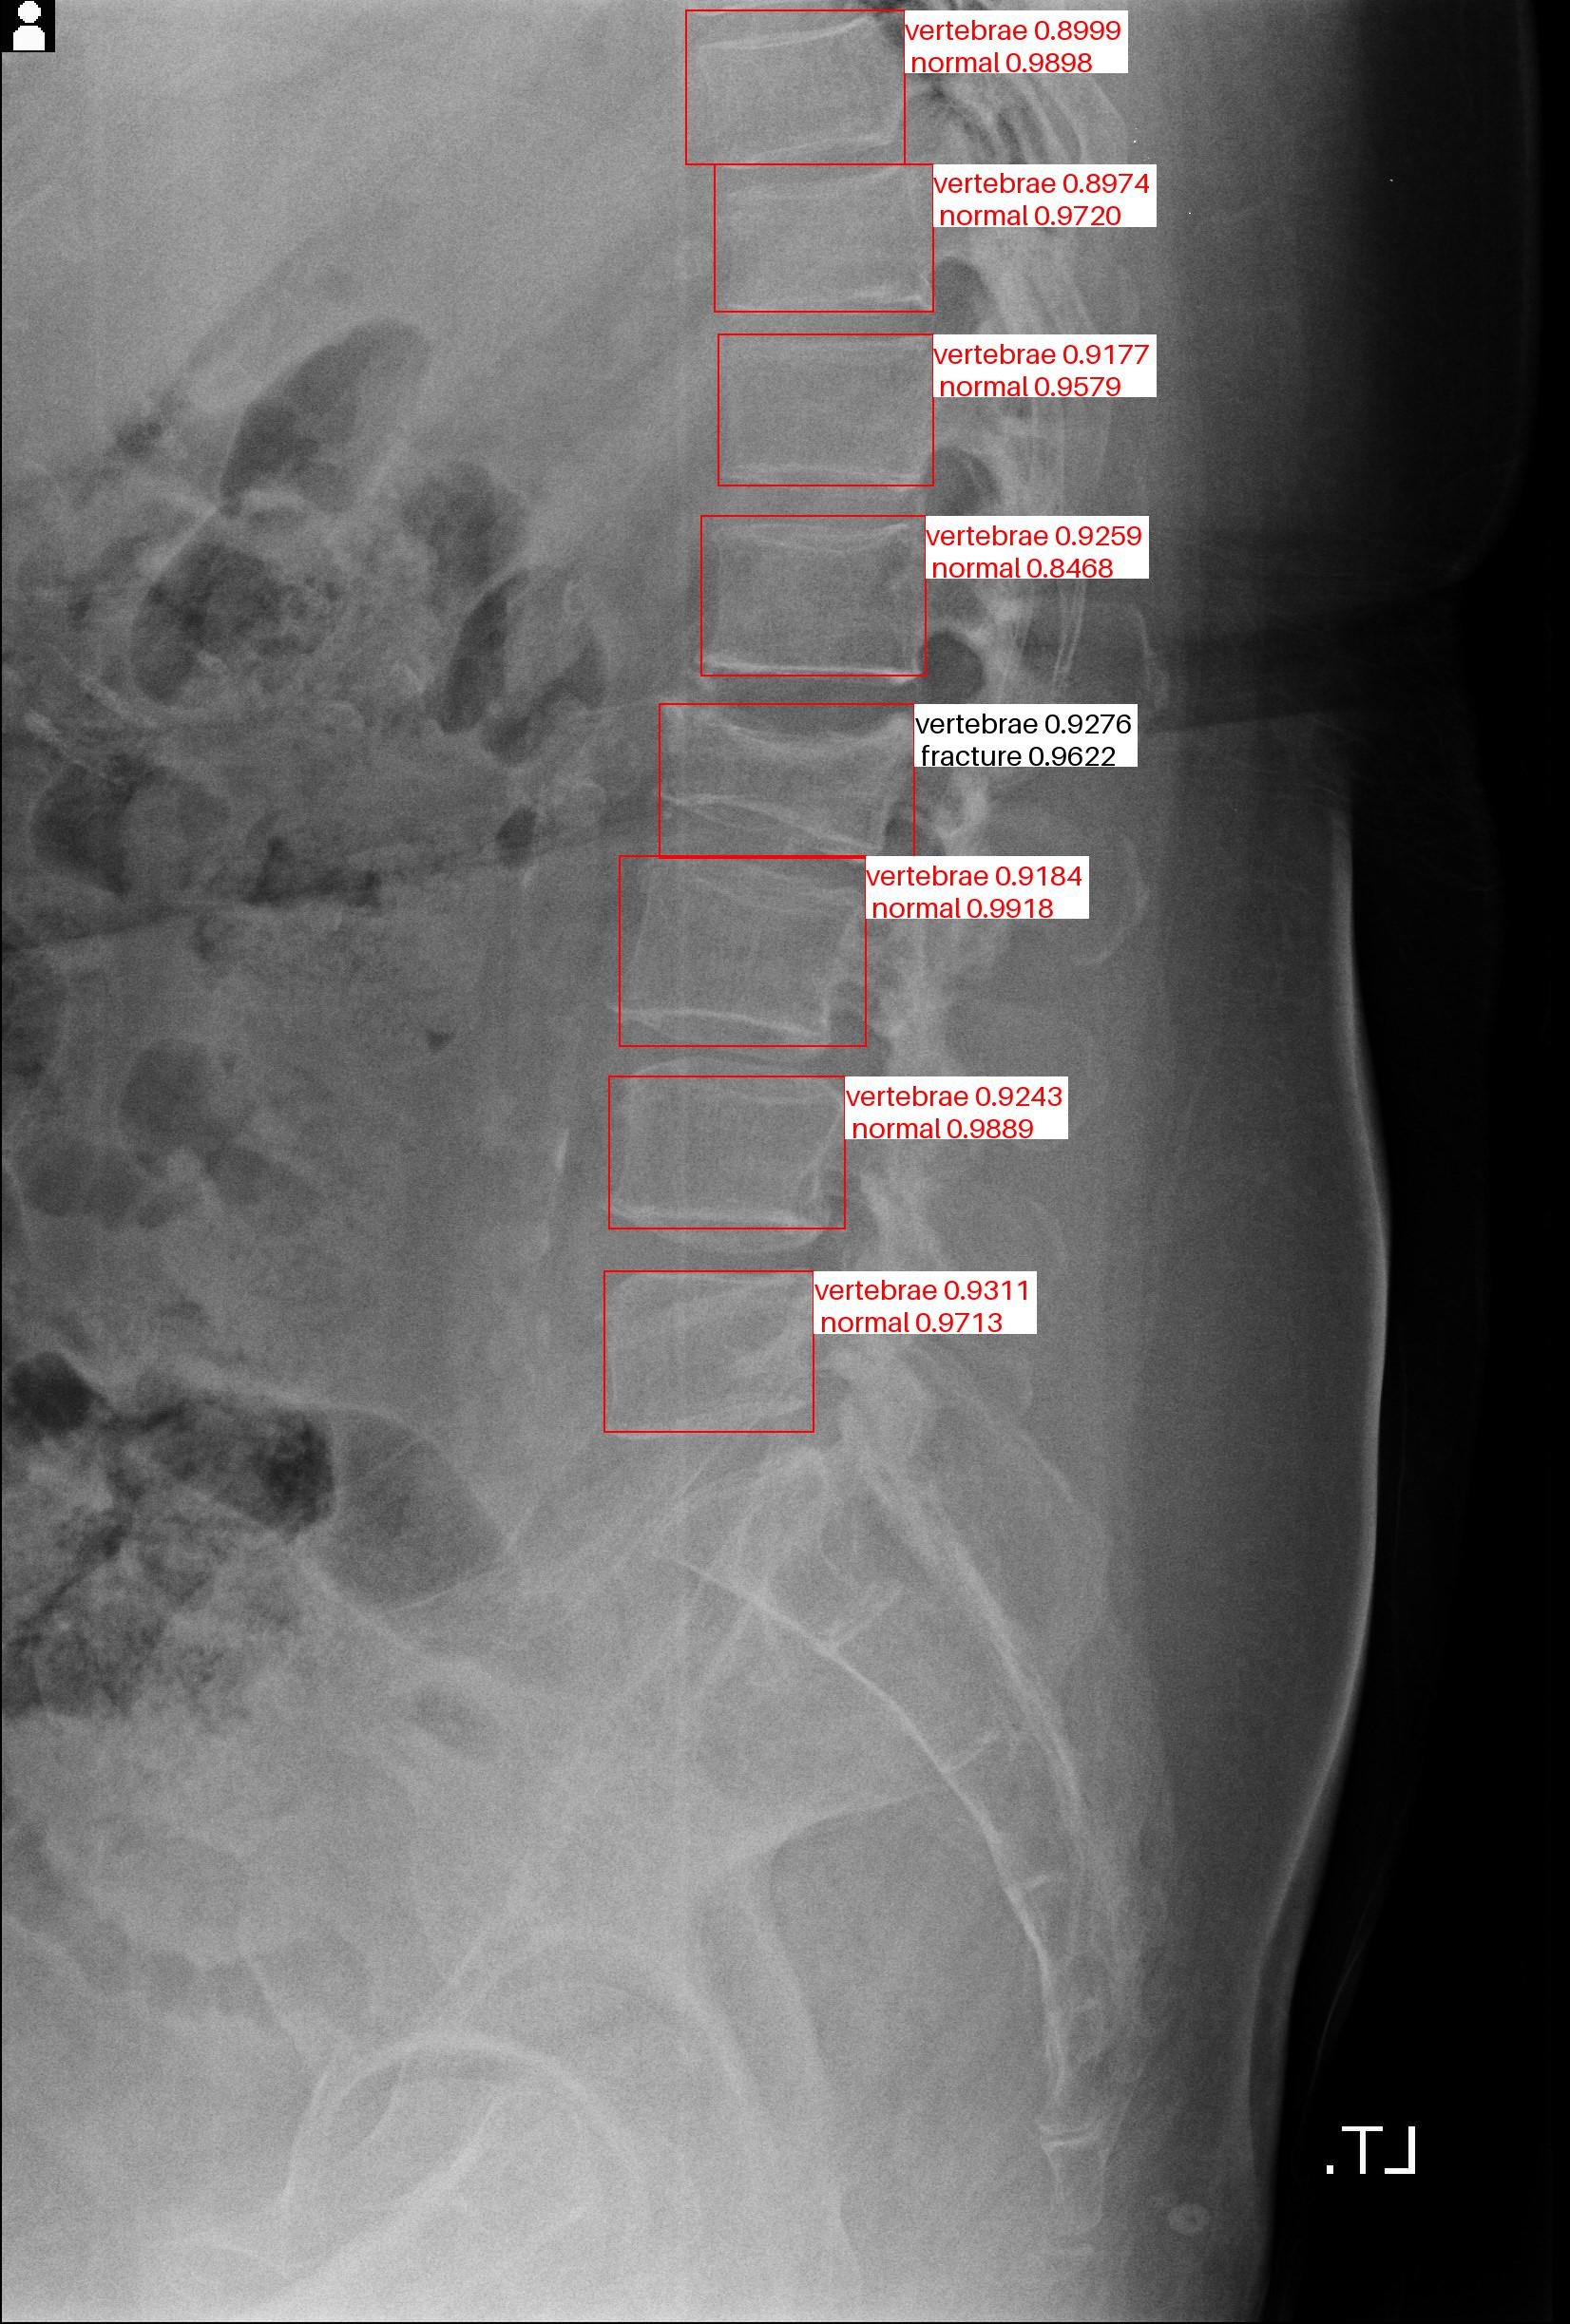 vertebrae 0.8999
normal 0.9898
vertebrae 0.8974
normal 0.9720
vertebrae 0.9177
normal 0.9579
vertebrae 0.9259
normal 0.8468
vertebrae 0.9276
fracture 0.9622
vertebrae 0.9184
normal 0.9918
vertebrae 0.9243
normal 0.9889
vertebrae 0.9311
normal 0.9713
LT.